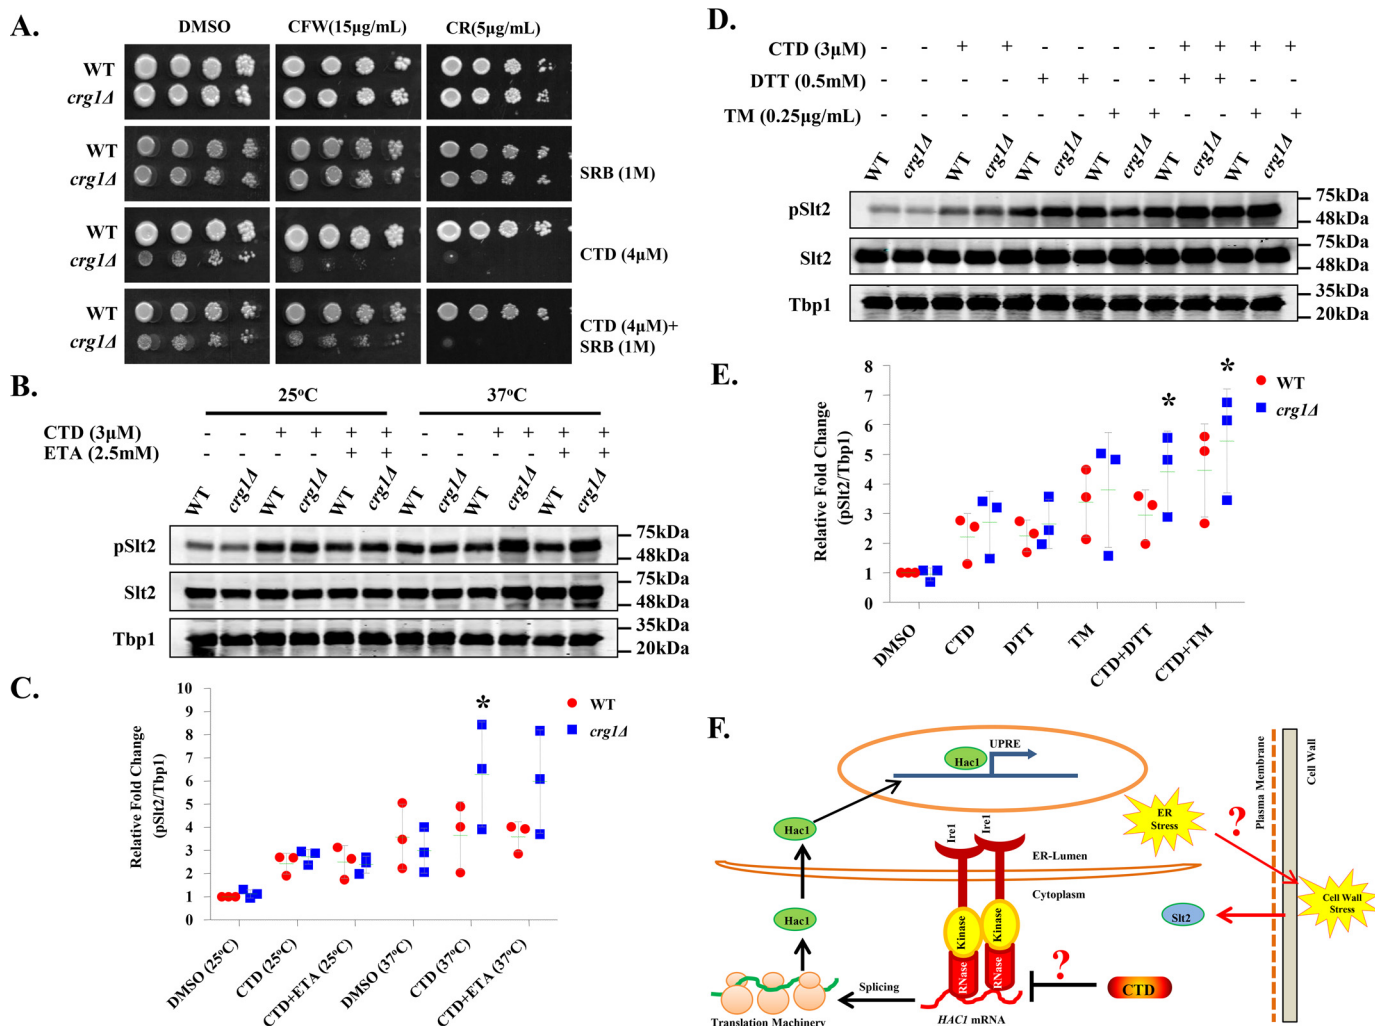 A.
DMSO CFW(15µg/mL) CR(5µg/mL)
WT
crg1Δ
WT
crg1Δ
SRB (1M)
WT
crg1Δ
CTD (4µM)
WT
crg1Δ
CTD (4µM)+
SRB (1M)
B.
25°C 37°C
CTD (3µM) - - + + + + - - + + + +
ETA (2.5mM) - - - - + + - - - - + +
WT crg1Δ WT crg1Δ WT crg1Δ WT crg1Δ WT crg1Δ WT crg1Δ
pSlt2
75kDa
48kDa
Slt2
75kDa
48kDa
Tbp1
35kDa
20kDa
C.
Relative Fold Change
(pSlt2/Tbp1)
10
9
8
7
6
5
4
3
2
1
0
*
WT
crg1Δ
DMSO (25°C)
CTD (25°C)
CTD+ETA (25°C)
DMSO (37°C)
CTD (37°C)
CTD+ETA (37°C)
D.
CTD (3µM) - - + + - - - - + + + +
DTT (0.5mM) - - - - + + - - + + - -
TM (0.25µg/mL) - - - - - - + + - - + +
WT crg1Δ WT crg1Δ WT crg1Δ WT crg1Δ WT crg1Δ WT crg1Δ
pSlt2
75kDa
48kDa
Slt2
75kDa
48kDa
Tbp1
35kDa
20kDa
E.
Relative Fold Change
(pSlt2/Tbp1)
8
7
6
5
4
3
2
1
0
*
*
WT
crg1Δ
DMSO
CTD
DTT
TM
CTD+DTT
CTD+TM
F.
UPRE
Hac1
Hac1
Hac1
Ire1
Ire1
ER-Lumen
Cytoplasm
Kinase
Kinase
RNase
RNase
Splicing
Translation Machinery
HAC1 mRNA
?
CTD
ER
Stress
?
Plasma Membrane
Cell Wall
Cell Wall
Stress
Slt2